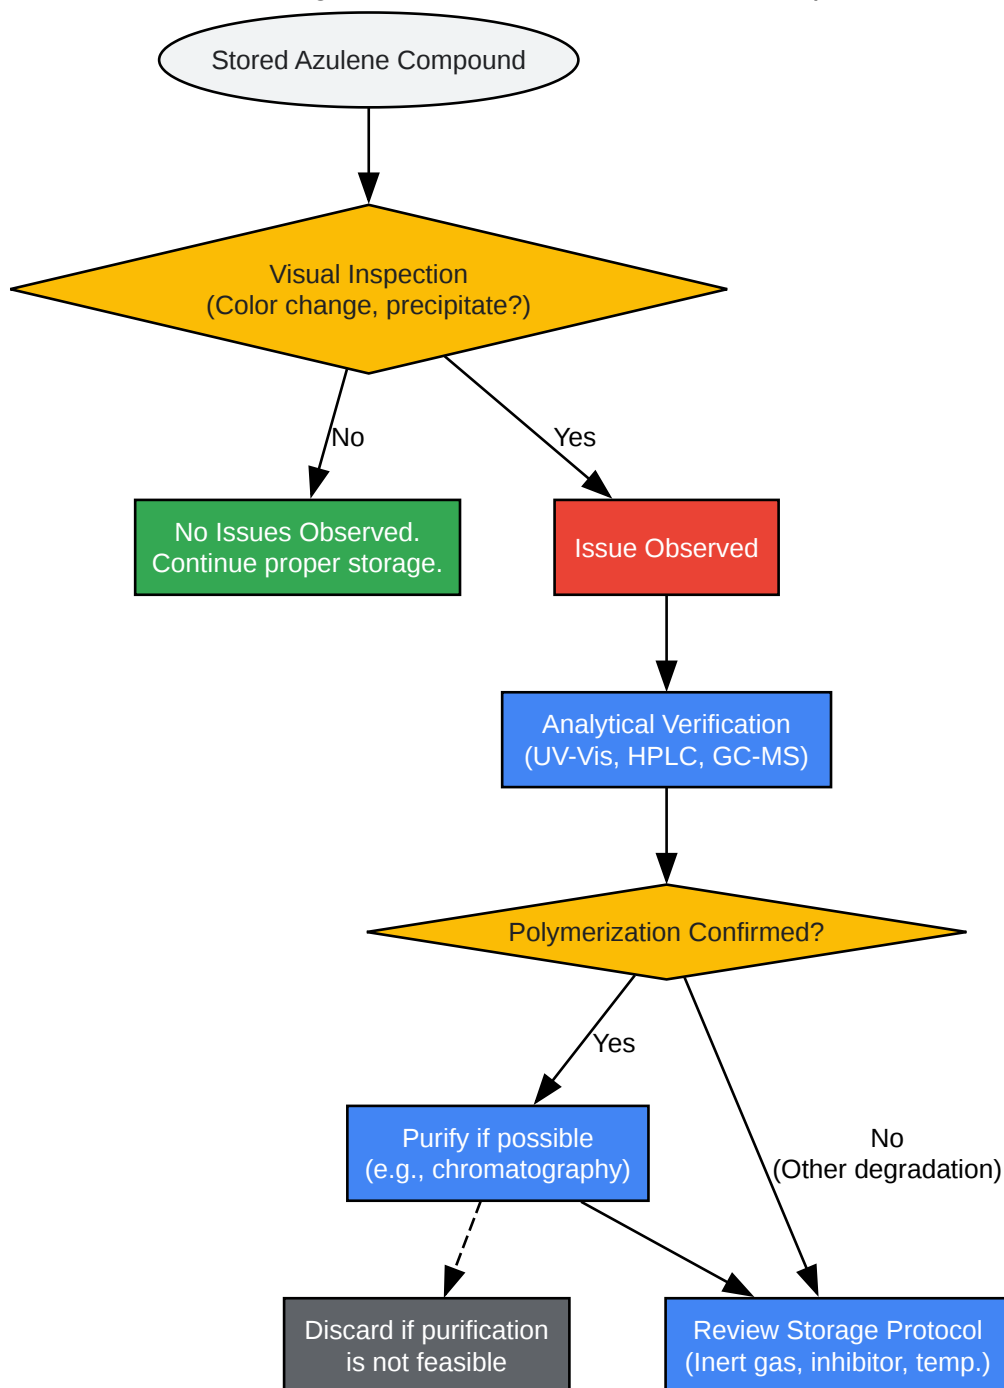 Stored Azulene Compound
Visual Inspection
(Color change, precipitate?)
No
Yes
No Issues Observed.
Continue proper storage.
Issue Observed
Analytical Verification
(UV-Vis, HPLC, GC-MS)
Polymerization Confirmed?
Yes
No
(Other degradation)
Purify if possible
(e.g., chromatography)
Discard if purification
is not feasible
Review Storage Protocol
(Inert gas, inhibitor, temp.)